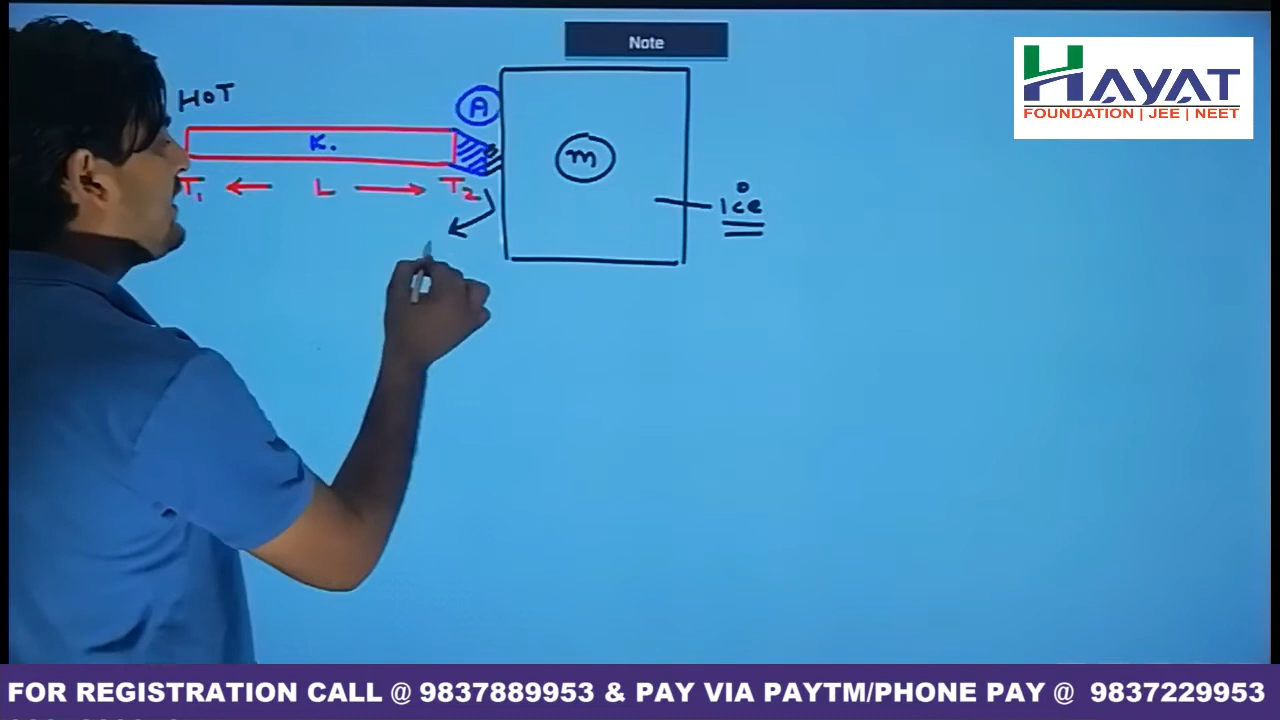 Note
HAYAT
FOUNDATION | JEE | NEET
HOT
A
K.
m
T1 ← L → T2
Ice
FOR REGISTRATION CALL @ 9837889953 & PAY VIA PAYTM/PHONE PAY @ 9837229953